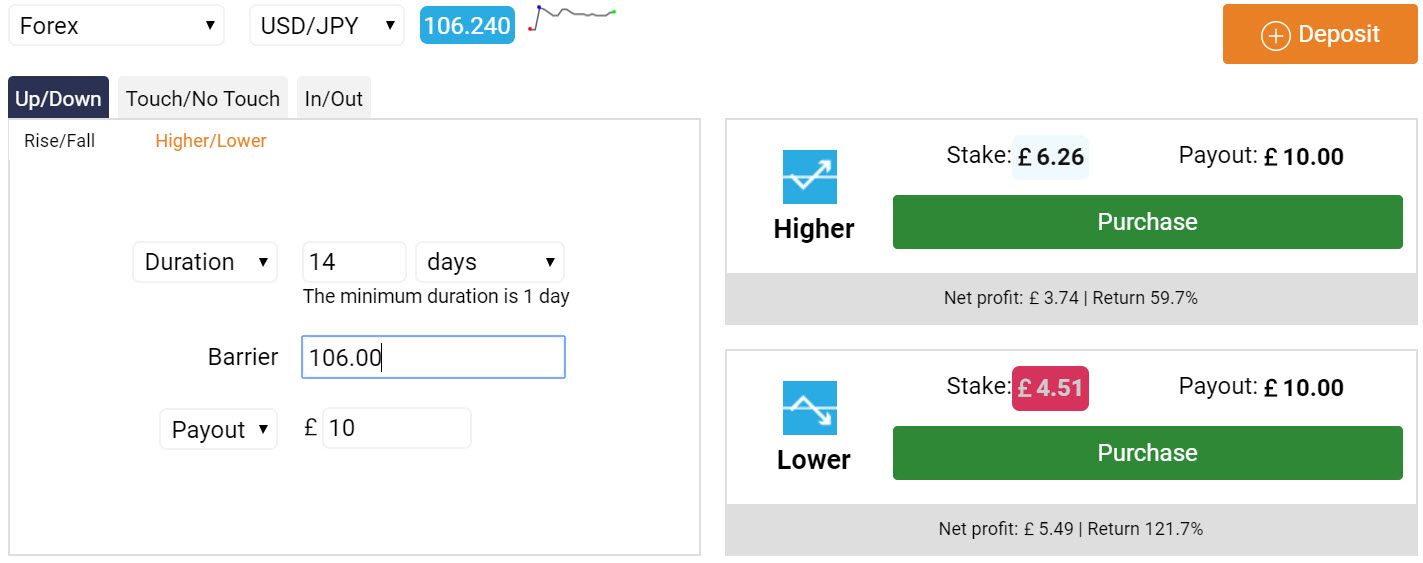 Forex USD/JPY 106.240 Deposit
Up/Down Touch/No Touch In/Out
Rise/Fall Higher/Lower
Duration 14 days
The minimum duration is 1 day
Barrier 106.00
Payout £ 10
Stake: £ 6.26 Payout: £ 10.00
Higher
Purchase
Net profit: £ 3.74 | Return 59.7%
Stake: £ 4.51 Payout: £ 10.00
Lower
Purchase
Net profit: £ 5.49 | Return 121.7%